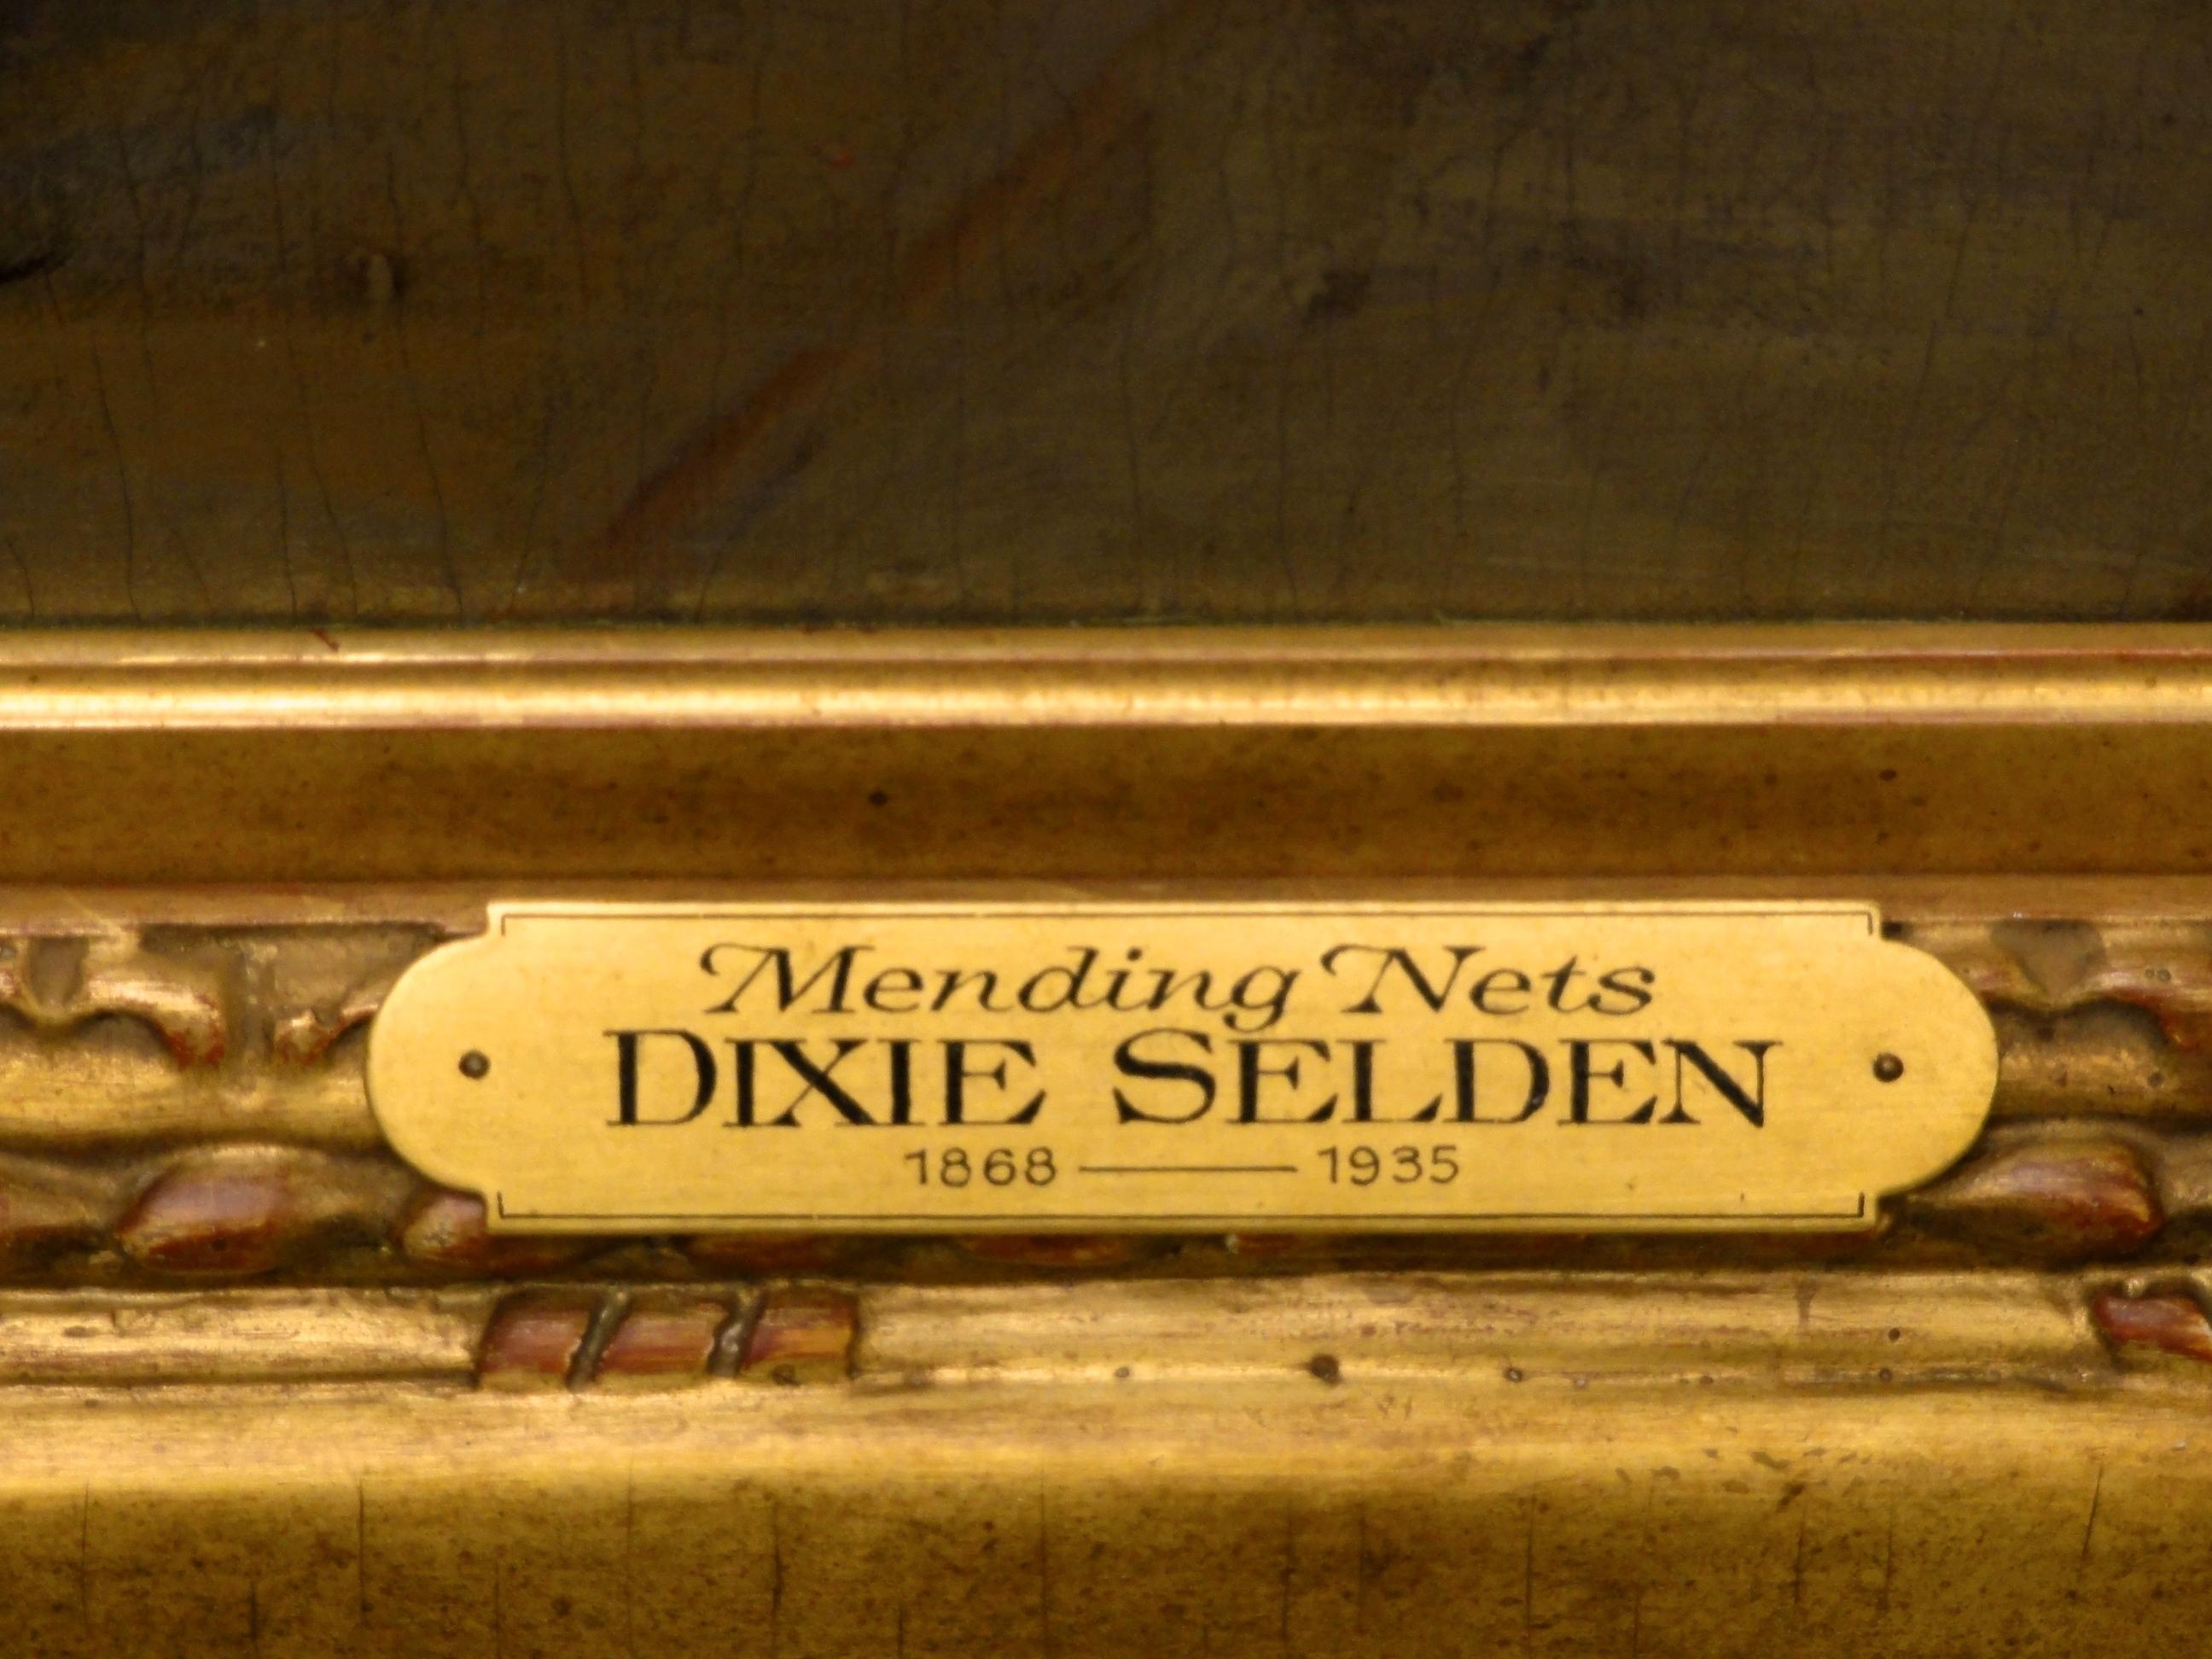 Mending Nets
DIXIE SELDEN
1868 — 1935